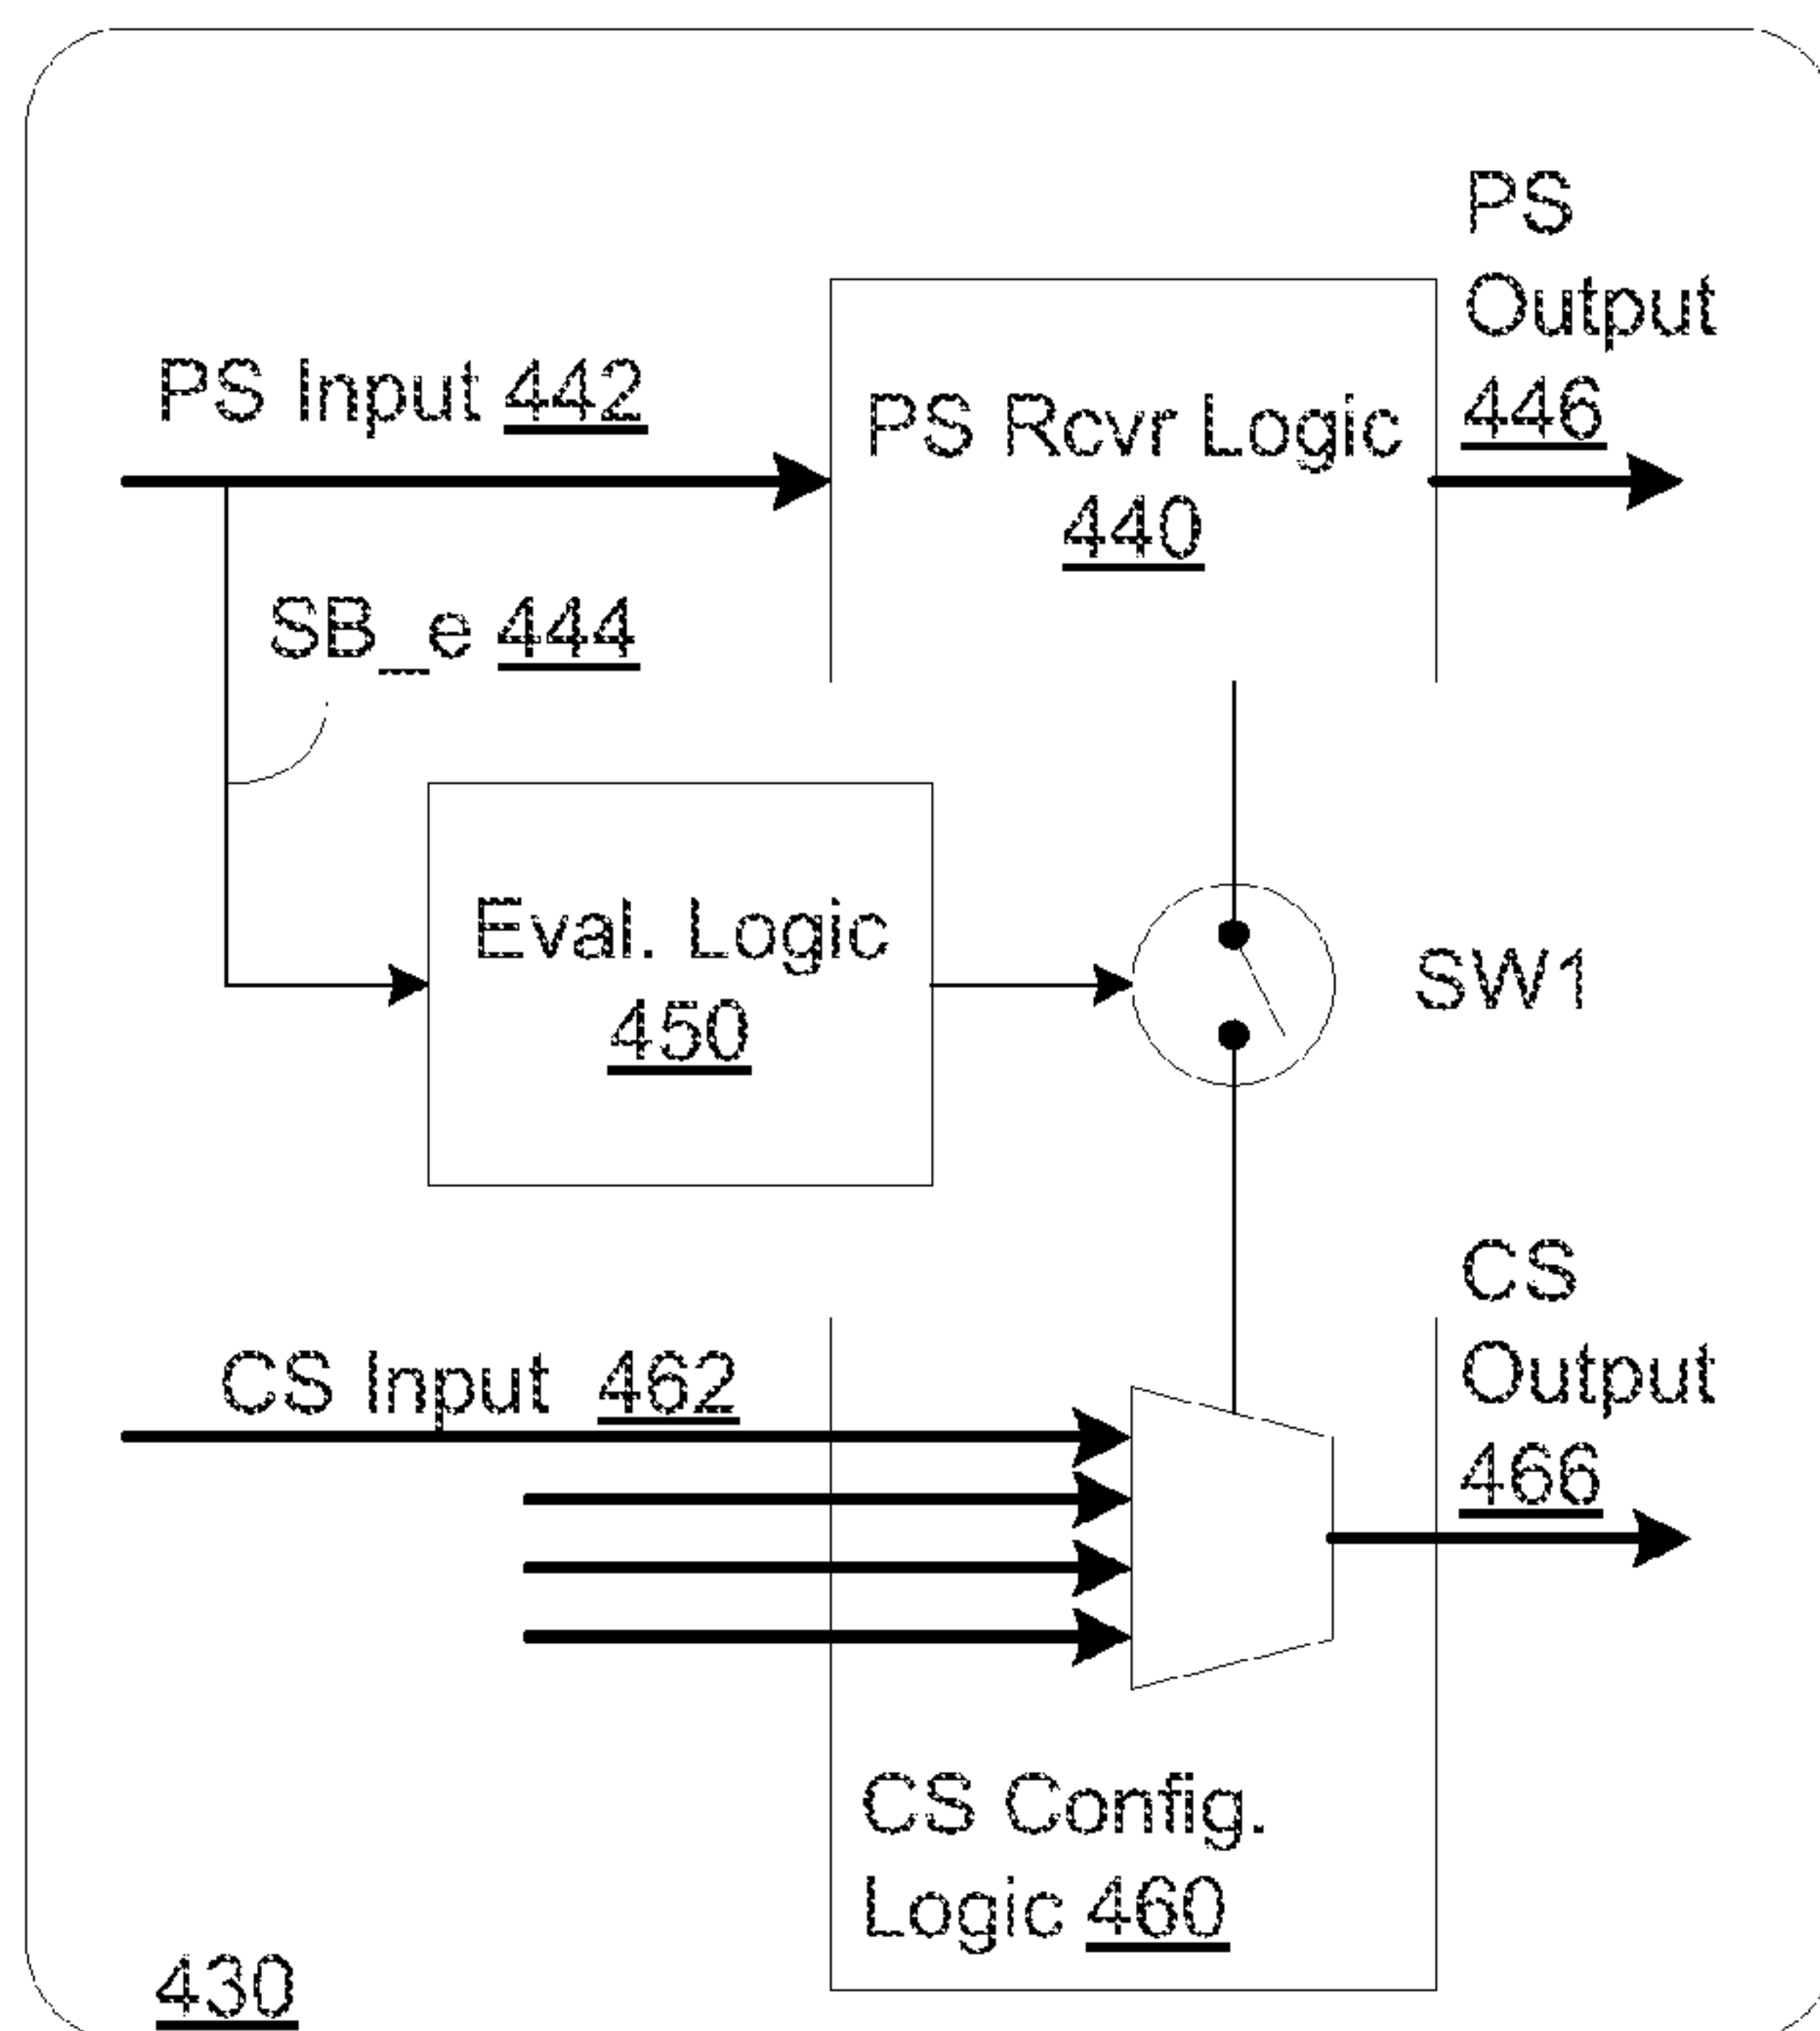 PS
Output
446
PS Input 442
PS Rcvr Logic
440
SB_e 444
Eval. Logic
450
SW1
CS
Output
466
CS Input 462
CS Config.
Logic 460
430